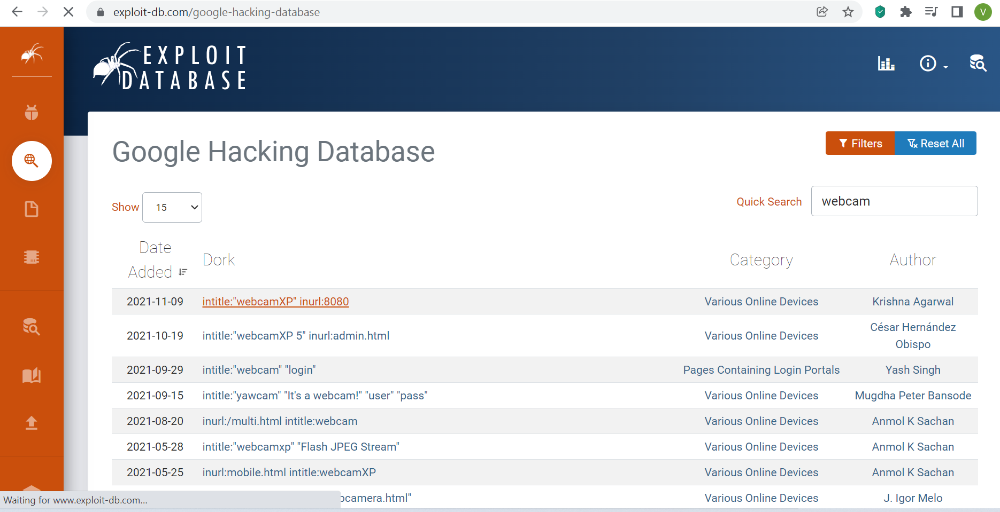 exploit-db.com/google-hacking-database
V
EXPLOIT
DATABASE
Google Hacking Database
Filters
Reset All
Show 15
Quick Search webcam
Date Added Dork Category Author
2021-11-09 intitle:"webcamXP" inurl:8080 Various Online Devices Krishna Agarwal
2021-10-19 intitle:"webcamXP 5" inurl:admin.html Various Online Devices César Hernández Obispo
2021-09-29 intitle:"webcam" "login" Pages Containing Login Portals Yash Singh
2021-09-15 intitle:"yawcam" "It's a webcam!" "user" "pass" Various Online Devices Mugdha Peter Bansode
2021-08-20 inurl:/multi.html intitle:webcam Various Online Devices Anmol K Sachan
2021-05-28 intitle:"webcamxp" "Flash JPEG Stream" Various Online Devices Anmol K Sachan
2021-05-25 inurl:mobile.html intitle:webcamXP Various Online Devices Anmol K Sachan
camera.html" Various Online Devices J. Igor Melo
Waiting for www.exploit-db.com...